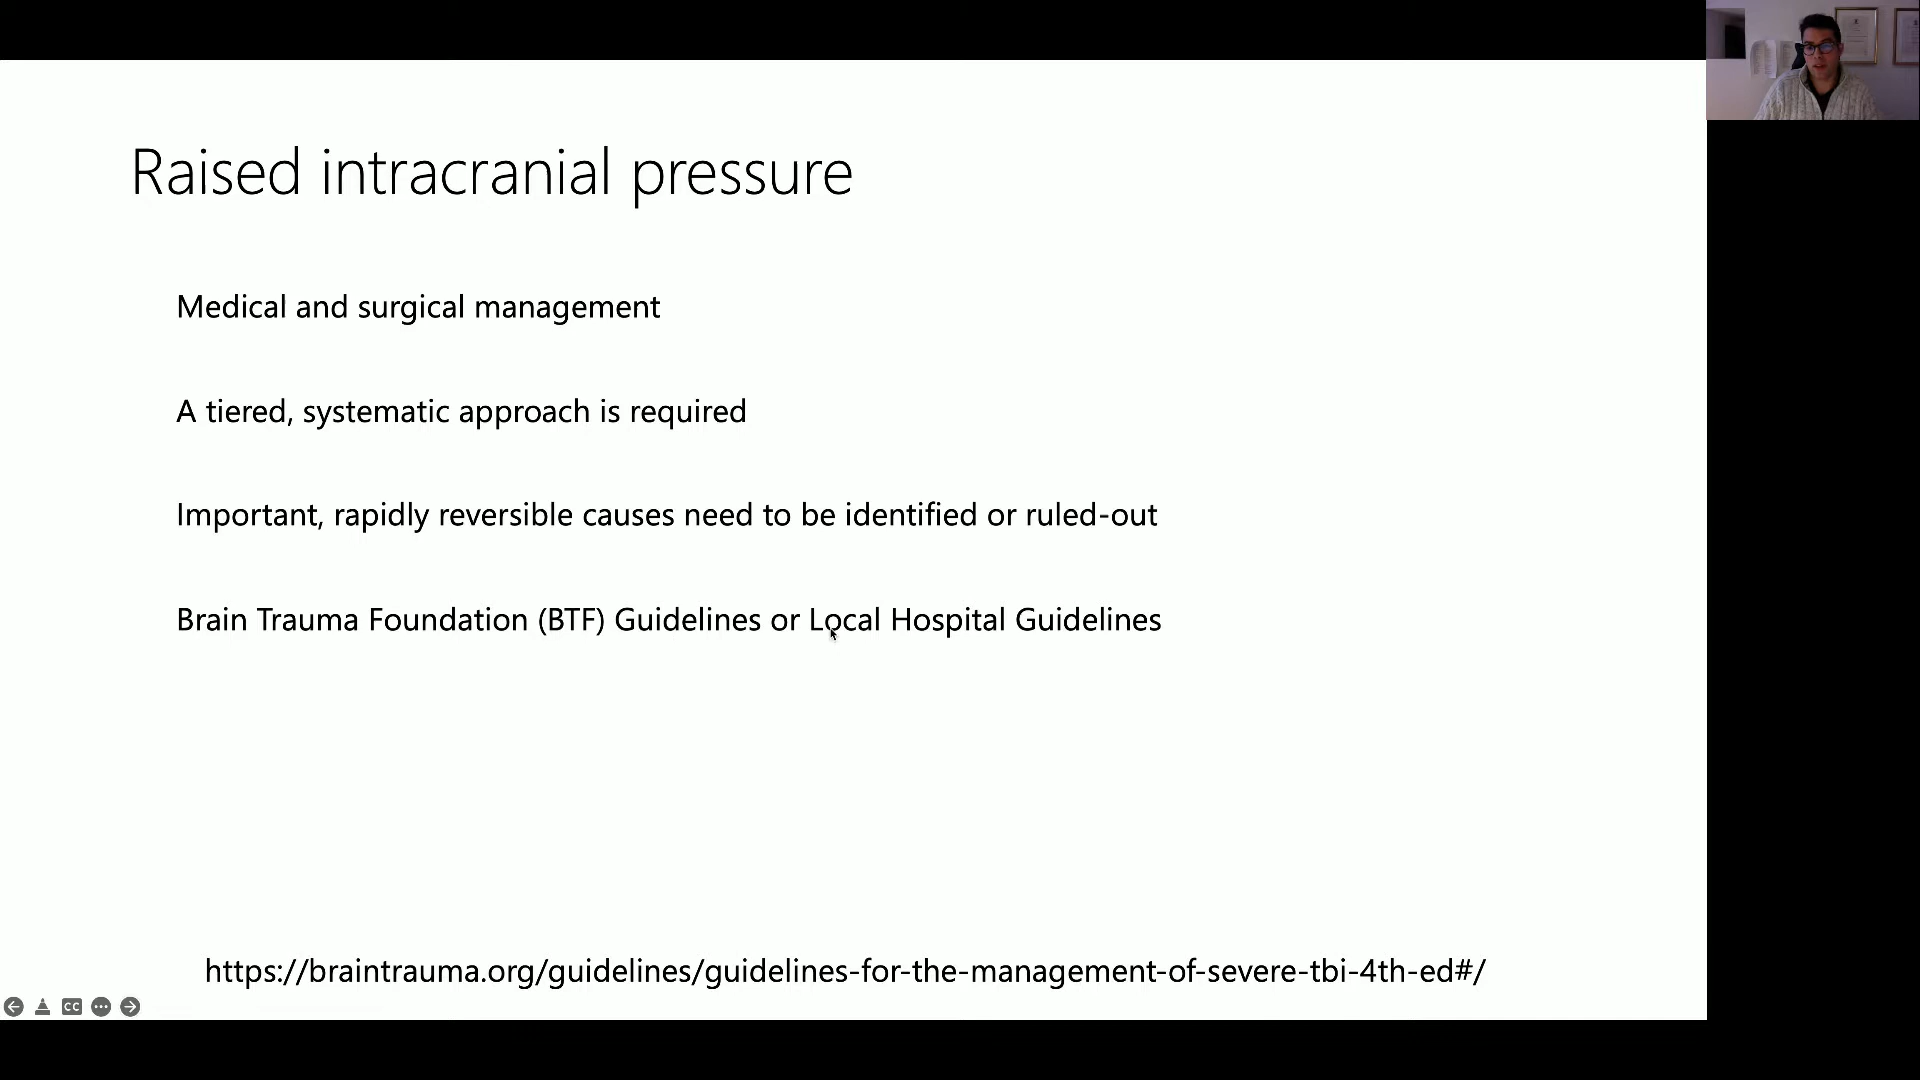 Raised intracranial pressure
Medical and surgical management
A tiered, systematic approach is required
Important, rapidly reversible causes need to be identified or ruled-out
Brain Trauma Foundation (BTF) Guidelines or Local Hospital Guidelines
https://braintrauma.org/guidelines/guidelines-for-the-management-of-severe-tbi-4th-ed#/
CC